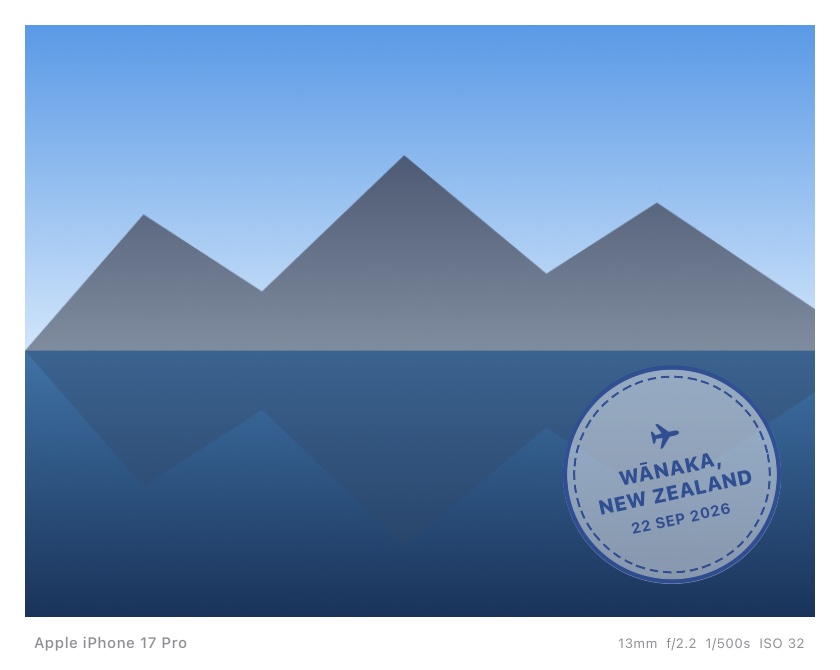 WĀNAKA,
NEW ZEALAND
22 SEP 2026
Apple iPhone 17 Pro
13mm f/2.2 1/500s ISO 32